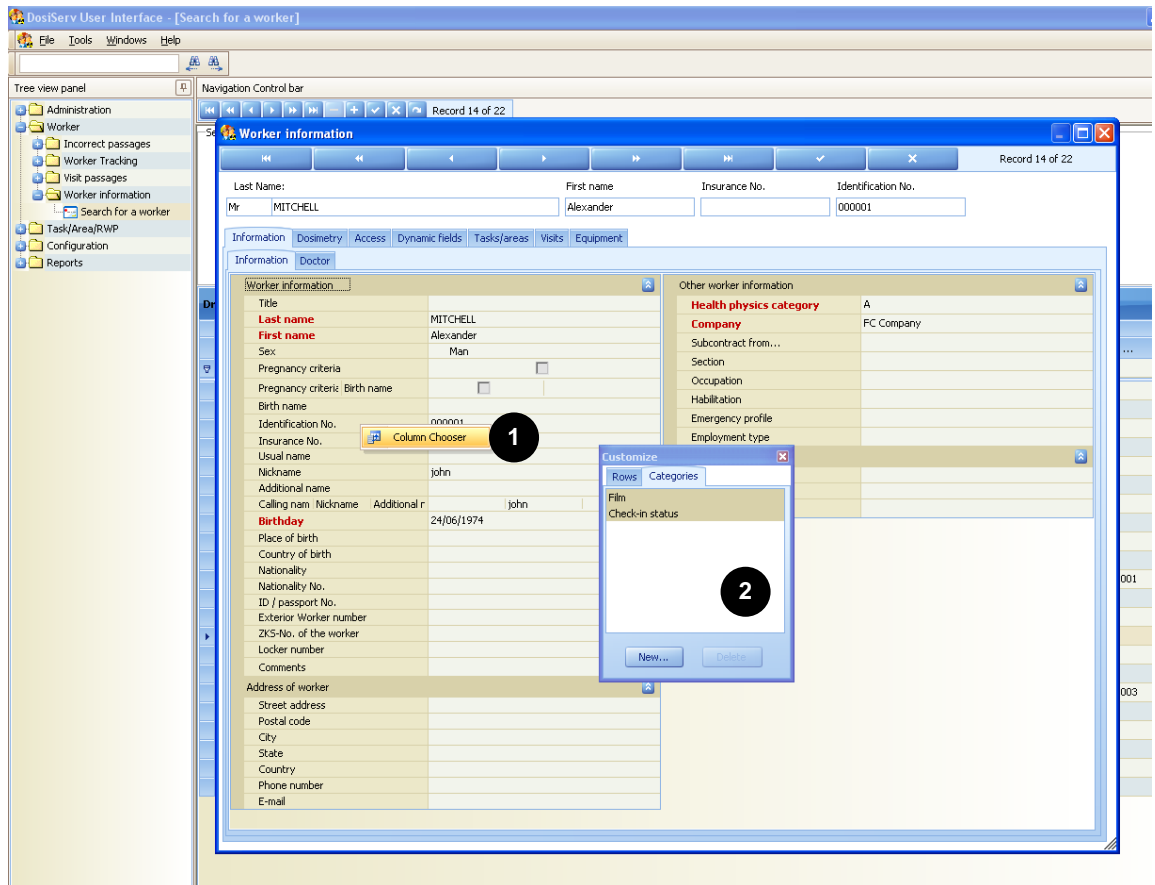 DosiServ User Interface - [Search for a worker]
File Tools Windows Help
Tree view panel
Navigation Control bar
Administration
Worker
Incorrect passages
Worker Tracking
Visit passages
Worker information
Search for a worker
Task/Area/RWP
Configuration
Reports
Record 14 of 22
Se
Dr
Worker information
Record 14 of 22
Last Name: First name Insurance No. Identification No.
Mr MITCHELL Alexander 000001
Information Dosimetry Access Dynamic fields Tasks/areas Visits Equipment
Information Doctor
Worker information
Title
Last name MITCHELL
First name Alexander
Sex Man
Pregnancy criteria
Pregnancy criteria Birth name
Birth name
Identification No. 000001
Insurance No.
Usual name
Nickname john
Additional name
Calling nam Nickname Additional r john
Birthday 24/06/1974
Place of birth
Country of birth
Nationality
Nationality No.
ID / passport No.
Exterior Worker number
ZKS-No. of the worker
Locker number
Comments
Address of worker
Street address
Postal code
City
State
Country
Phone number
E-mail
Column Chooser
1
Other worker information
Health physics category A
Company FC Company
Subcontract from...
Section
Occupation
Habilitation
Emergency profile
Employment type
Customize
Rows Categories
Film
Check-in status
2
New... Delete
...
001
003